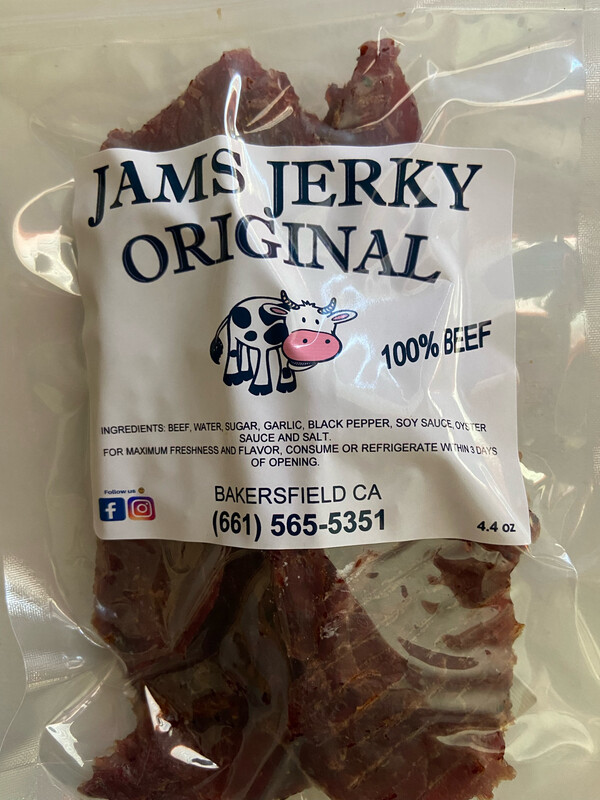 JAMS JERKY
ORIGINAL
100% BEEF
INGREDIENTS: BEEF, WATER, SUGAR, GARLIC, BLACK PEPPER, SOY SAUCE, OYSTER
SAUCE AND SALT.
FOR MAXIMUM FRESHNESS AND FLAVOR, CONSUME OR REFRIGERATE WITHIN 3 DAYS
OF OPENING.
Follow us
BAKERSFIELD CA
(661) 565-5351
4.4 oz